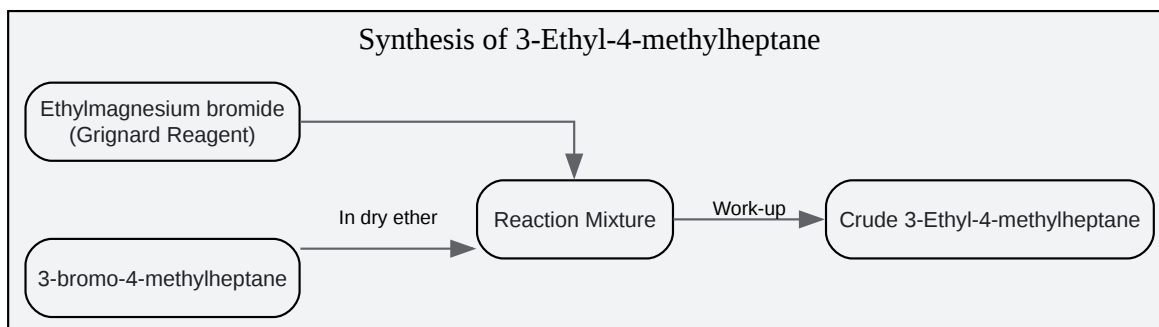 Synthesis of 3-Ethyl-4-methylheptane
Ethylmagnesium bromide
(Grignard Reagent)
In dry ether
Reaction Mixture
Work-up
Crude 3-Ethyl-4-methylheptane
3-bromo-4-methylheptane